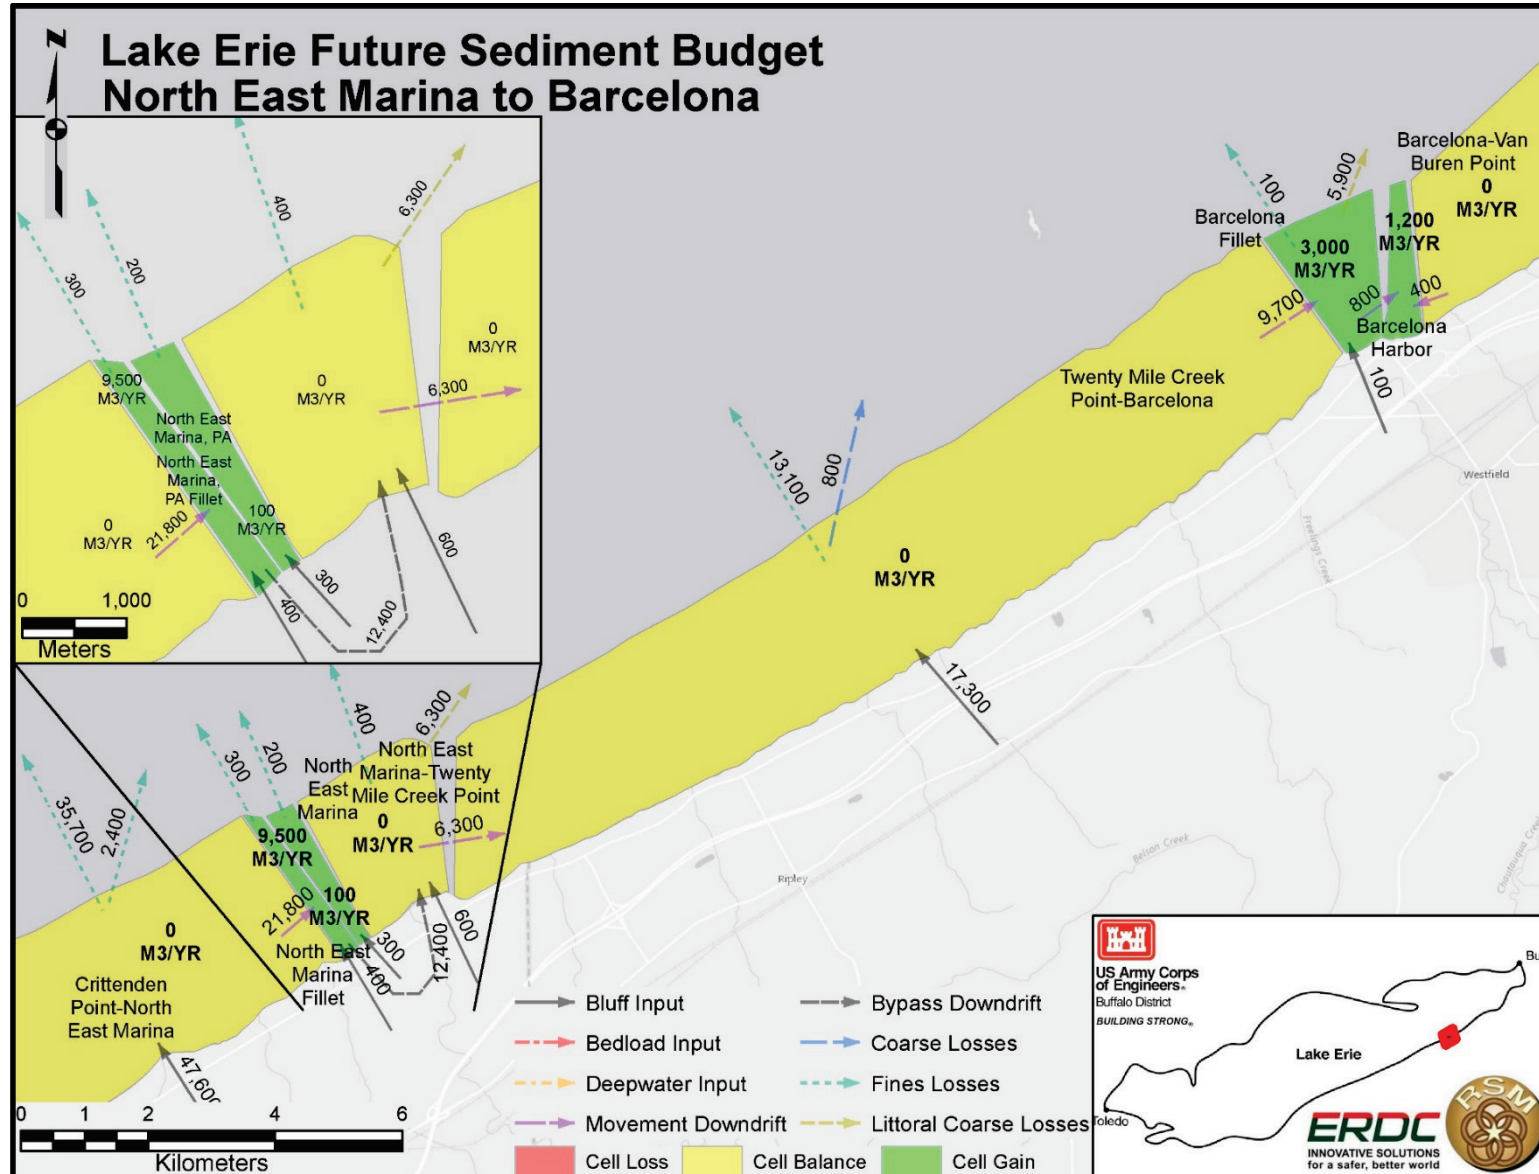 N
Lake Erie Future Sediment Budget
North East Marina to Barcelona
400
6,300
300
200
0
M3/YR
9,500
M3/YR
0
M3/YR
6,300
North East
Marina, PA
North East
Marina,
PA Fillet
0
M3/YR
21,800
100
M3/YR
600
300
400
12,400
0 1,000
Meters
Barcelona-Van
Buren Point
0
M3/YR
100
5,900
Barcelona
Fillet
1,200
M3/YR
3,000
M3/YR
9,700
800
400
Barcelona
Harbor
100
Twenty Mile Creek
Point-Barcelona
13,100
800
0
M3/YR
17,300
Westfield
Freelings Creek
Chautauqua Cree
Belson Creek
Ripley
35,700
2,400
300
200
400
6,300
North
East
Marina
North East
Marina-Twenty
Mile Creek Point
0
M3/YR
6,300
9,500
M3/YR
100
M3/YR
21,800
0
M3/YR
300
400
12,400
600
North East
Marina
Fillet
Crittenden
Point-North
East Marina
47,600
0 1 2 4 6
Kilometers
Bluff Input
Bypass Downdrift
Bedload Input
Coarse Losses
Deepwater Input
Fines Losses
Movement Downdrift
Littoral Coarse Losses
Cell Loss
Cell Balance
Cell Gain
US Army Corps
of Engineers®
Buffalo District
BUILDING STRONG®
Bu
Lake Erie
Toledo
ERDC
INNOVATIVE SOLUTIONS
for a safer, better world
RSM